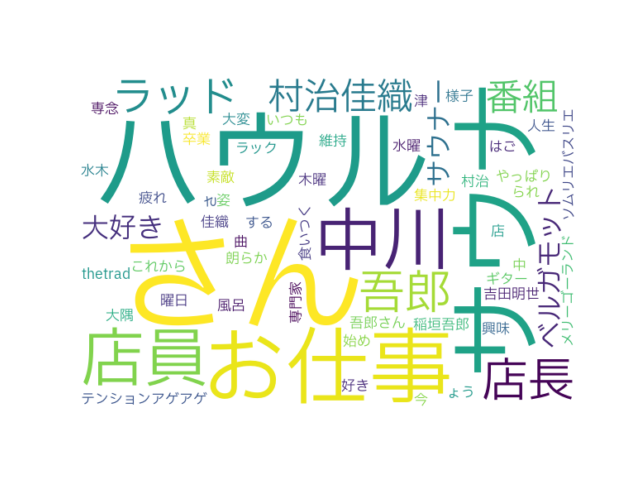 ラッド
村治佳織
津
様子
番組
専念
真
大変
いつも
サウナー
人生
ソムリエバスリエ
卒業
ハウル
ラック
維持
水曜
サウナ
はご
水木
素敵
木曜
村治
やっぱり
疲れ
れ
姿
集中力
られ
大好き
佳織
する
食いつく
ベルガモット
店
さん
曲
中川
メリーゴーランド
これから
朗らか
中
thetrad
吾郎
ギター
曜日
風呂
専門家
吉田明世
大隅
吾郎さん
稲垣吾郎
興味
店員
お仕事
始め
店長
好き
今
ょう
テンションアゲアゲ